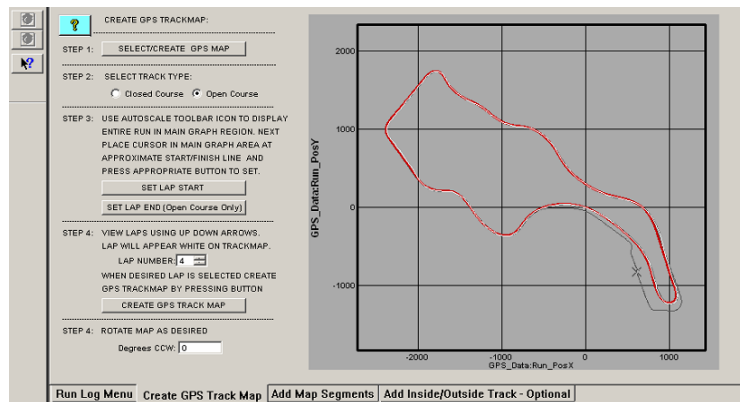 CREATE GPS TRACKMAP:
STEP 1: SELECT/CREATE GPS MAP
STEP 2: SELECT TRACK TYPE:
Closed Course Open Course
STEP 3: USE AUTOSCALE TOOLBAR ICON TO DISPLAY
ENTIRE RUN IN MAIN GRAPH REGION. NEXT
PLACE CURSOR IN MAIN GRAPH AREA AT
APPROXIMATE START/FINISH LINE AND
PRESS APPROPRIATE BUTTON TO SET.
SET LAP START
SET LAP END (Open Course Only)
STEP 4: VIEW LAPS USING UP DOWN ARROWS.
LAP WILL APPEAR WHITE ON TRACKMAP.
LAP NUMBER: 4
WHEN DESIRED LAP IS SELECTED CREATE
GPS TRACKMAP BY PRESSING BUTTON
CREATE GPS TRACK MAP
STEP 4: ROTATE MAP AS DESIRED
Degrees CCW: 0
GPS_Data:Run_PosY
2000
1000
0
-1000
-2000 -1000 0 1000
GPS_Data:Run_PosX
Run Log Menu Create GPS Track Map Add Map Segments Add Inside/Outside Track - Optional